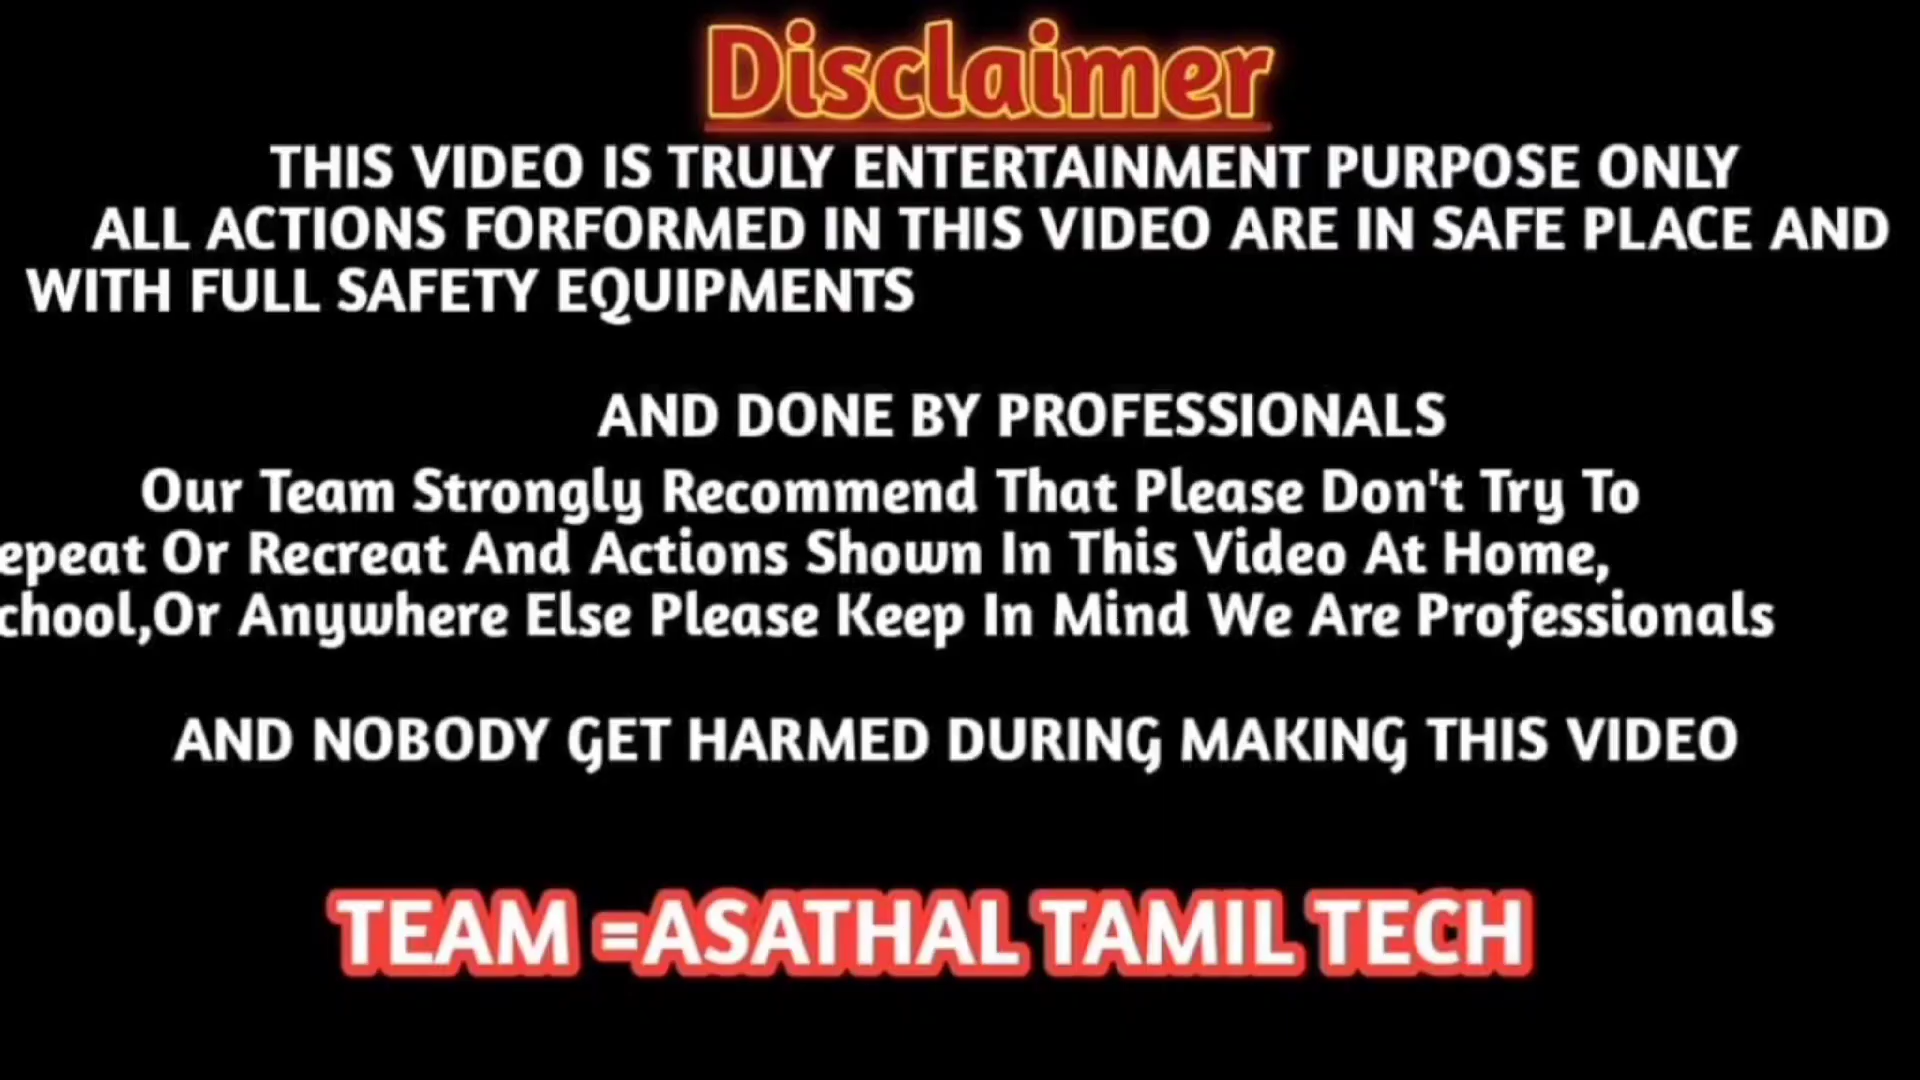 Disclaimer
THIS VIDEO IS TRULY ENTERTAINMENT PURPOSE ONLY
ALL ACTIONS FORFORMED IN THIS VIDEO ARE IN SAFE PLACE AND
WITH FULL SAFETY EQUIPMENTS
AND DONE BY PROFESSIONALS
Our Team Strongly Recommend That Please Don't Try To
epeat Or Recreat And Actions Shown In This Video At Home,
chool,Or Anywhere Else Please Keep In Mind We Are Professionals
AND NOBODY GET HARMED DURING MAKING THIS VIDEO
TEAM =ASATHAL TAMIL TECH